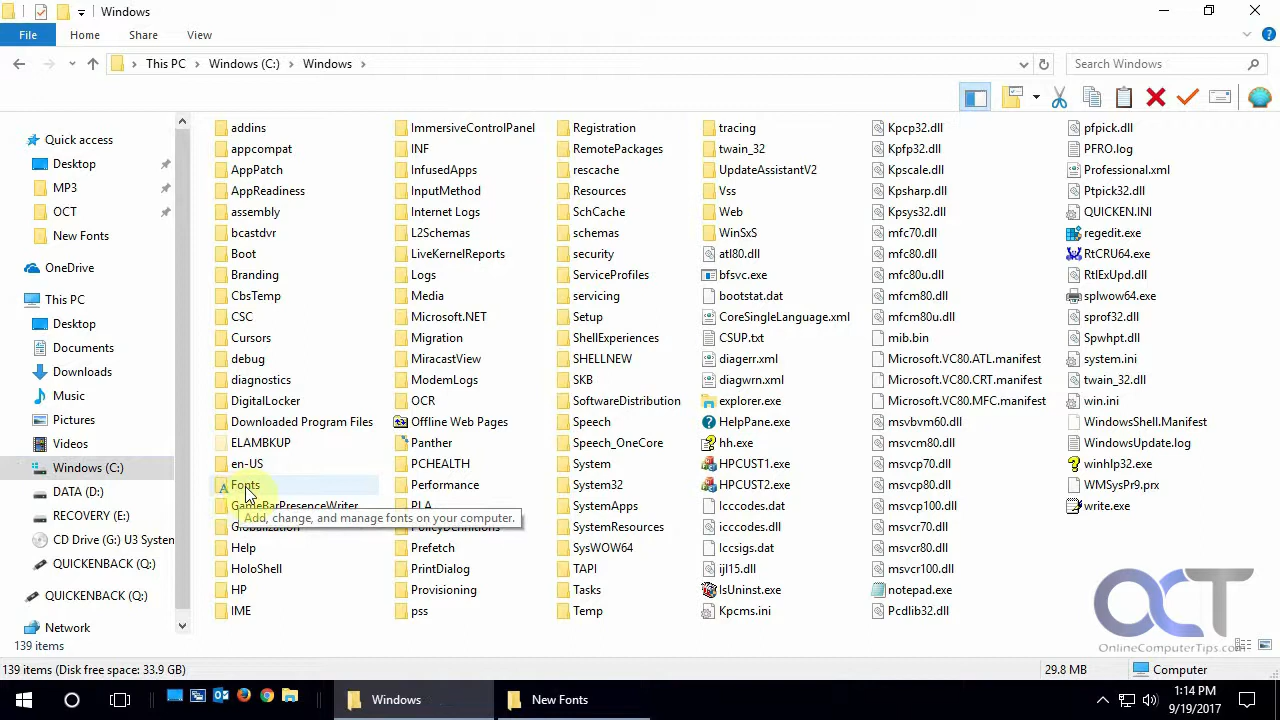 Windows
File Home Share View
This PC Windows (C:) Windows
Search Windows
Quick access
Desktop
MP3
OCT
New Fonts
OneDrive
This PC
Desktop
Documents
Downloads
Music
Pictures
Videos
Windows (C:)
DATA (D:)
RECOVERY (E:)
CD Drive (G:) U3 System
QUICKENBACK (Q:)
QUICKENBACK (Q:)
Network
addins
appcompat
AppPatch
AppReadiness
assembly
bcastdvr
Boot
Branding
CbsTemp
CSC
Cursors
debug
diagnostics
DigitalLocker
Downloaded Program Files
ELAMBKUP
en-US
Fonts
GameBarPresenceWriter
Add, change, and manage fonts on your computer.
Globalization
Help
HoloShell
HP
IME
ImmersiveControlPanel
INF
InfusedApps
InputMethod
Internet Logs
L2Schemas
LiveKernelReports
Logs
Media
Microsoft.NET
Migration
MiracastView
ModemLogs
OCR
Offline Web Pages
Panther
PCHEALTH
Performance
PLA
PolicyDefinitions
Prefetch
PrintDialog
Provisioning
pss
Registration
RemotePackages
rescache
Resources
SchCache
schemas
security
ServiceProfiles
servicing
Setup
ShellExperiences
SHELLNEW
SKB
SoftwareDistribution
Speech
Speech_OneCore
System
System32
SystemApps
SystemResources
SysWOW64
TAPI
Tasks
Temp
tracing
twain_32
UpdateAssistantV2
Vss
Web
WinSxS
atl80.dll
bfsvc.exe
bootstat.dat
CoreSingleLanguage.xml
CSUP.txt
diagerr.xml
diagwrn.xml
explorer.exe
HelpPane.exe
hh.exe
HPCUST1.exe
HPCUST2.exe
Icccodes.dat
icccodes.dll
Iccsigs.dat
ijl15.dll
IsUninst.exe
Kpcms.ini
Kpcp32.dll
Kpfp32.dll
Kpscale.dll
Kpsharp.dll
Kpsys32.dll
mfc70.dll
mfc80.dll
mfc80u.dll
mfcm80.dll
mfcm80u.dll
mib.bin
Microsoft.VC80.ATL.manifest
Microsoft.VC80.CRT.manifest
Microsoft.VC80.MFC.manifest
msvbvm60.dll
msvcm80.dll
msvcp70.dll
msvcp80.dll
msvcp100.dll
msvcr70.dll
msvcr80.dll
msvcr100.dll
notepad.exe
Pcdlib32.dll
pfpick.dll
PFRO.log
Professional.xml
Ptpick32.dll
QUICKEN.INI
regedit.exe
RtCRU64.exe
RtlExUpd.dll
splwow64.exe
sprof32.dll
Spwhpt.dll
system.ini
twain_32.dll
win.ini
WindowsShell.Manifest
WindowsUpdate.log
winhlp32.exe
WMSysPr9.prx
write.exe
OCT
OnlineComputerTips.com
139 items
139 items (Disk free space: 33.9 GB) 29.8 MB Computer
Windows New Fonts
1:14 PM
9/19/2017